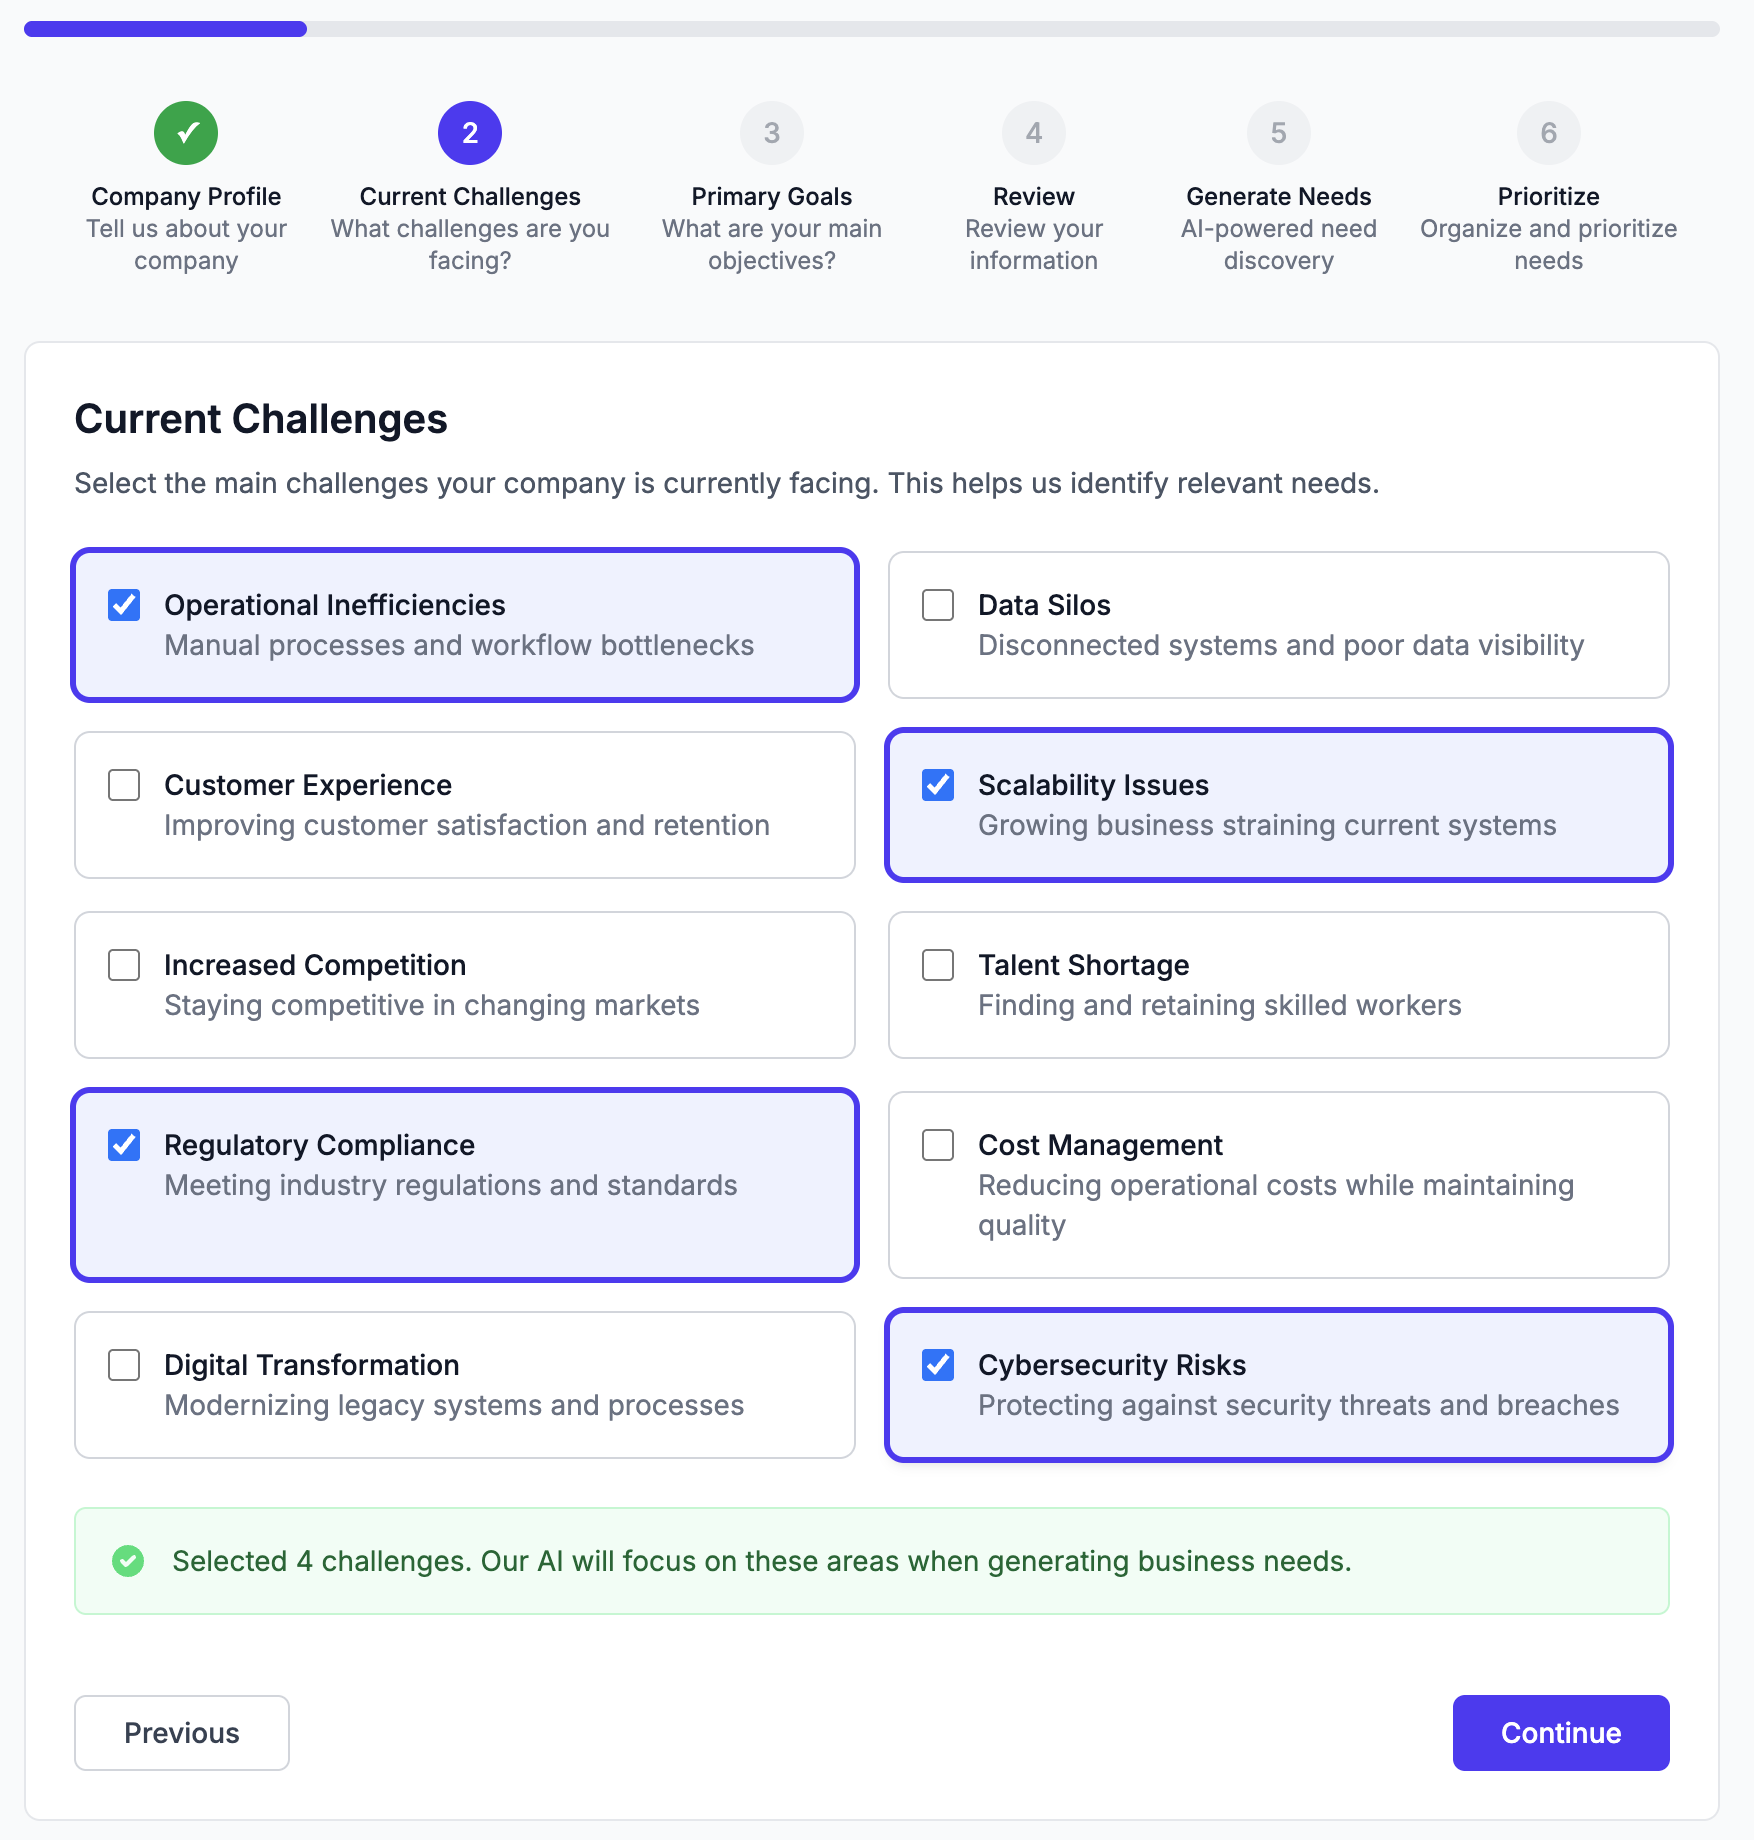 2
3
4
5
6
Company Profile
Tell us about your
company
Current Challenges
What challenges are you
facing?
Primary Goals
What are your main
objectives?
Review
Review your
information
Generate Needs
AI-powered need
discovery
Prioritize
Organize and prioritize
needs
Current Challenges
Select the main challenges your company is currently facing. This helps us identify relevant needs.
Operational Inefficiencies
Manual processes and workflow bottlenecks
Data Silos
Disconnected systems and poor data visibility
Customer Experience
Improving customer satisfaction and retention
Scalability Issues
Growing business straining current systems
Increased Competition
Staying competitive in changing markets
Talent Shortage
Finding and retaining skilled workers
Regulatory Compliance
Meeting industry regulations and standards
Cost Management
Reducing operational costs while maintaining
quality
Digital Transformation
Modernizing legacy systems and processes
Cybersecurity Risks
Protecting against security threats and breaches
Selected 4 challenges. Our AI will focus on these areas when generating business needs.
Previous
Continue